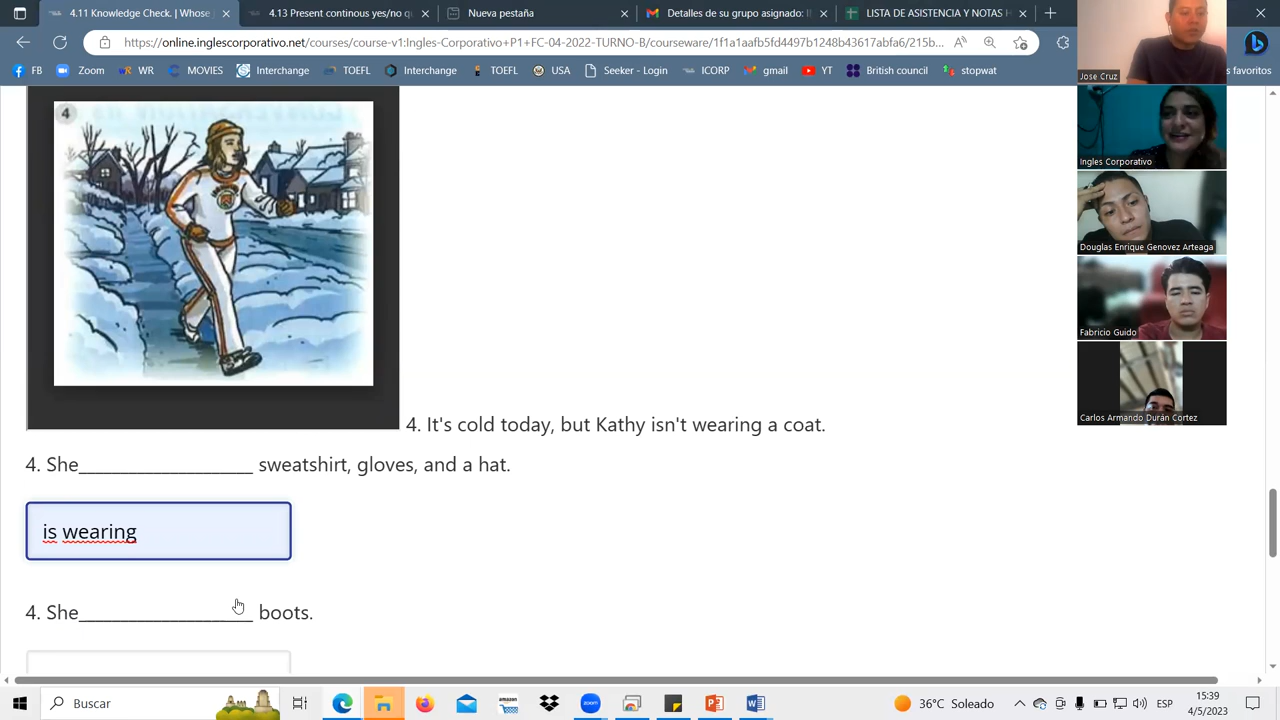 4.11 Knowledge Check. | Whose j
4.13 Present continous yes/no qu
Nueva pestaña
Detalles de su grupo asignado: I
LISTA DE ASISTENCIA Y NOTAS H
https://online.inglescorporativo.net/courses/course-v1:Ingles-Corporativo+P1+FC-04-2022-TURNO-B/courseware/1f1a1aafb5fd4497b1248b43617abfa6/215b...
FB
Zoom
WR
MOVIES
Interchange
TOEFL
Interchange
TOEFL
USA
Seeker - Login
ICORP
gmail
YT
British council
stopwat
s favoritos
Jose Cruz
Ingles Corporativo
Douglas Enrique Genovez Arteaga
Fabricio Guido
Carlos Armando Durán Cortez
4
4. It's cold today, but Kathy isn't wearing a coat.
4. She____________________ sweatshirt, gloves, and a hat.
is wearing
4. She____________________ boots.
Buscar
36°C Soleado
ESP
15:39
4/5/2023